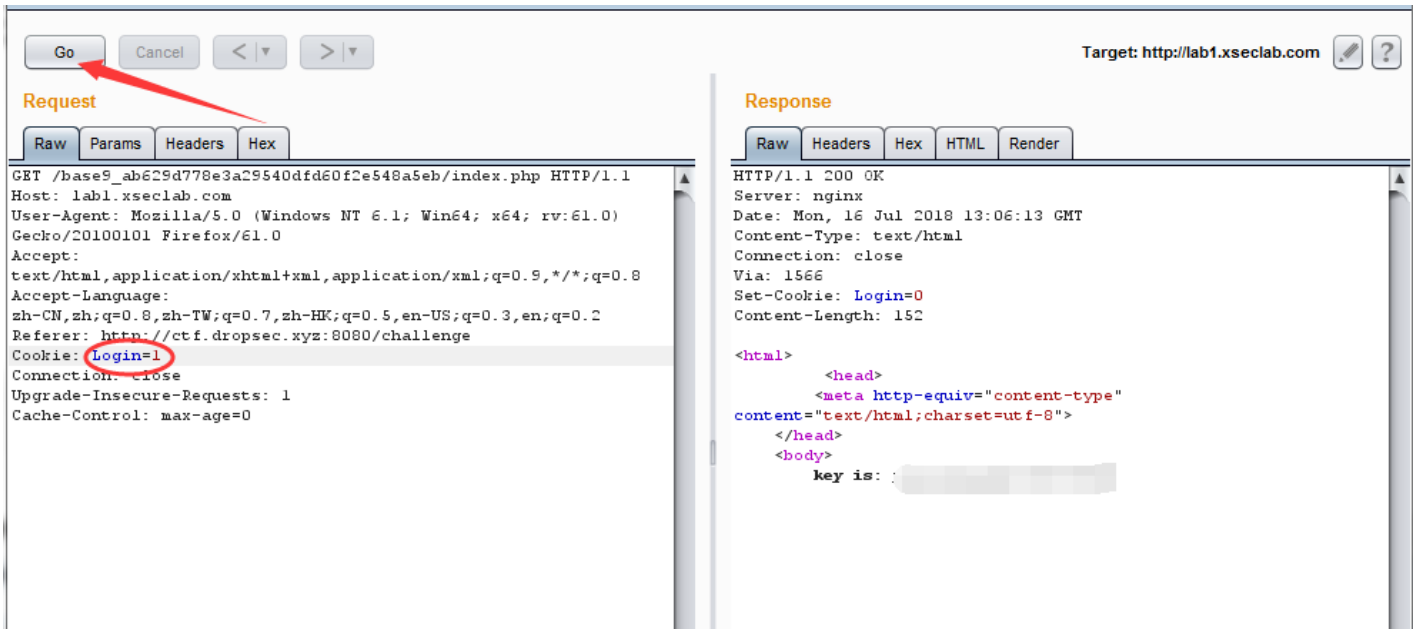 Go
Cancel
<
>
Target: http://lab1.xseclab.com
?
Request
Raw Params Headers Hex
GET /base9_ab629d778e3a29540dfd60f2e548a5eb/index.php HTTP/1.1
Host: lab1.xseclab.com
User-Agent: Mozilla/5.0 (Windows NT 6.1; Win64; x64; rv:61.0)
Gecko/20100101 Firefox/61.0
Accept:
text/html,application/xhtml+xml,application/xml;q=0.9,*/*;q=0.8
Accept-Language:
zh-CN,zh;q=0.8,zh-TW;q=0.7,zh-HK;q=0.5,en-US;q=0.3,en;q=0.2
Referer: http://ctf.dropsec.xyz:8080/challenge
Cookie: Login=1
Connection: close
Upgrade-Insecure-Requests: 1
Cache-Control: max-age=0
Response
Raw Headers Hex HTML Render
HTTP/1.1 200 OK
Server: nginx
Date: Mon, 16 Jul 2018 13:06:13 GMT
Content-Type: text/html
Connection: close
Via: 1566
Set-Cookie: Login=0
Content-Length: 152
<html>
<head>
<meta http-equiv="content-type"
content="text/html;charset=utf-8">
</head>
<body>
key is: